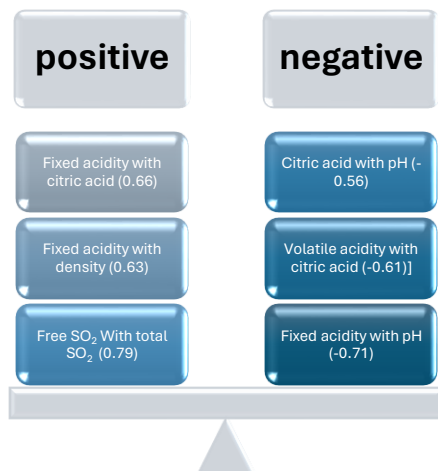 positive
Fixed acidity with
citric acid (0.66)
Fixed acidity with
density (0.63)
Free SO₂ With total
SO₂ (0.79)
negative
Citric acid with pH (-
0.56)
Volatile acidity with
citric acid (-0.61)]
Fixed acidity with pH
(-0.71)